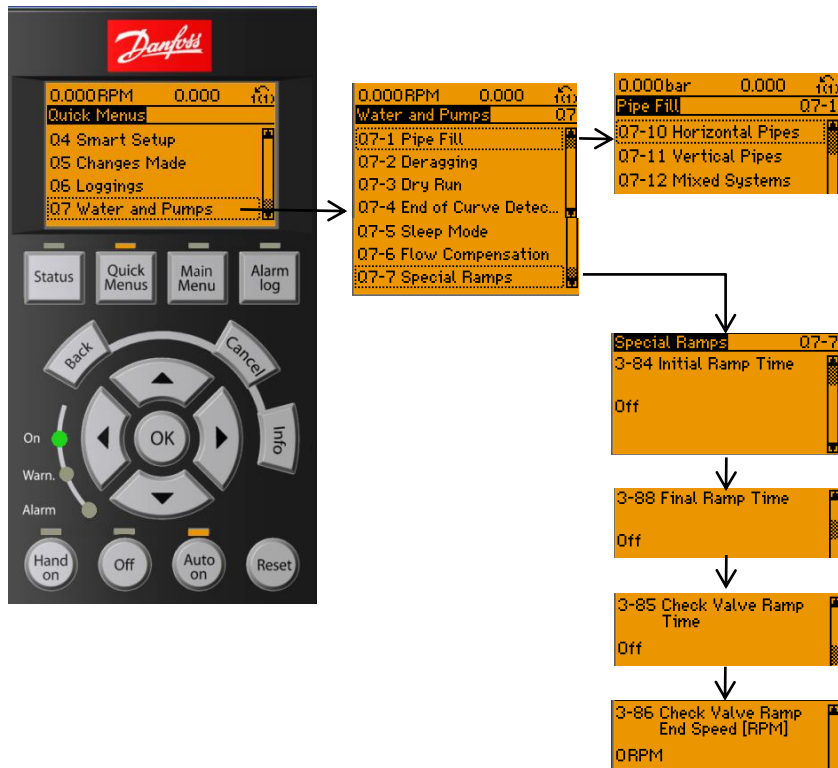 Danfoss
0.000RPM 0.000 1(1)
Quick Menus
Q4 Smart Setup
Q5 Changes Made
Q6 Loggings
Q7 Water and Pumps
Status
Quick Menus
Main Menu
Alarm log
Back
Cancel
Info
OK
On
Warn.
Alarm
Hand on
Off
Auto on
Reset
0.000RPM 0.000 1(1)
Water and Pumps Q7
Q7-1 Pipe Fill
Q7-2 Deragging
Q7-3 Dry Run
Q7-4 End of Curve Detec...
Q7-5 Sleep Mode
Q7-6 Flow Compensation
Q7-7 Special Ramps
0.000bar 0.000 1(1)
Pipe Fill Q7-1
Q7-10 Horizontal Pipes
Q7-11 Vertical Pipes
Q7-12 Mixed Systems
Special Ramps Q7-7
3-84 Initial Ramp Time
Off
3-88 Final Ramp Time
Off
3-85 Check Valve Ramp
Time
Off
3-86 Check Valve Ramp
End Speed [RPM]
0RPM